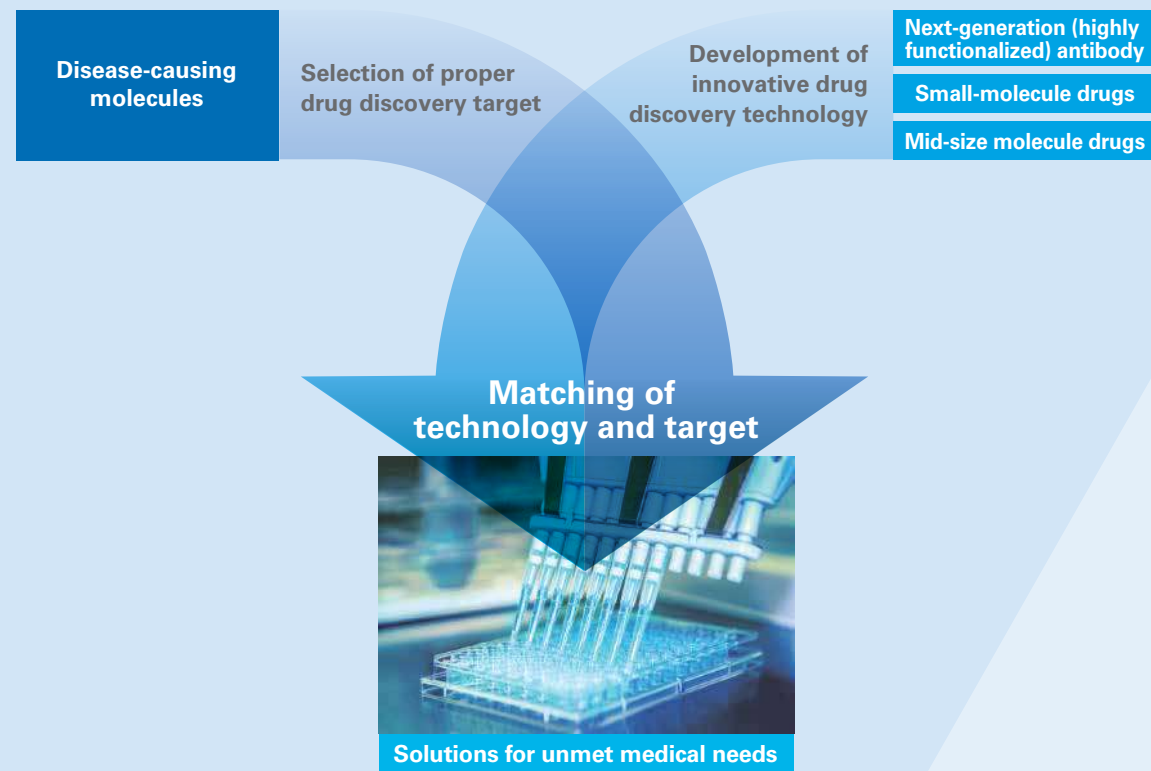 Disease-causing
molecules
Selection of proper
drug discovery target
Development of
innovative drug
discovery technology
Next-generation (highly
functionalized) antibody
Small-molecule drugs
Mid-size molecule drugs
Matching of
technology and target
Solutions for unmet medical needs